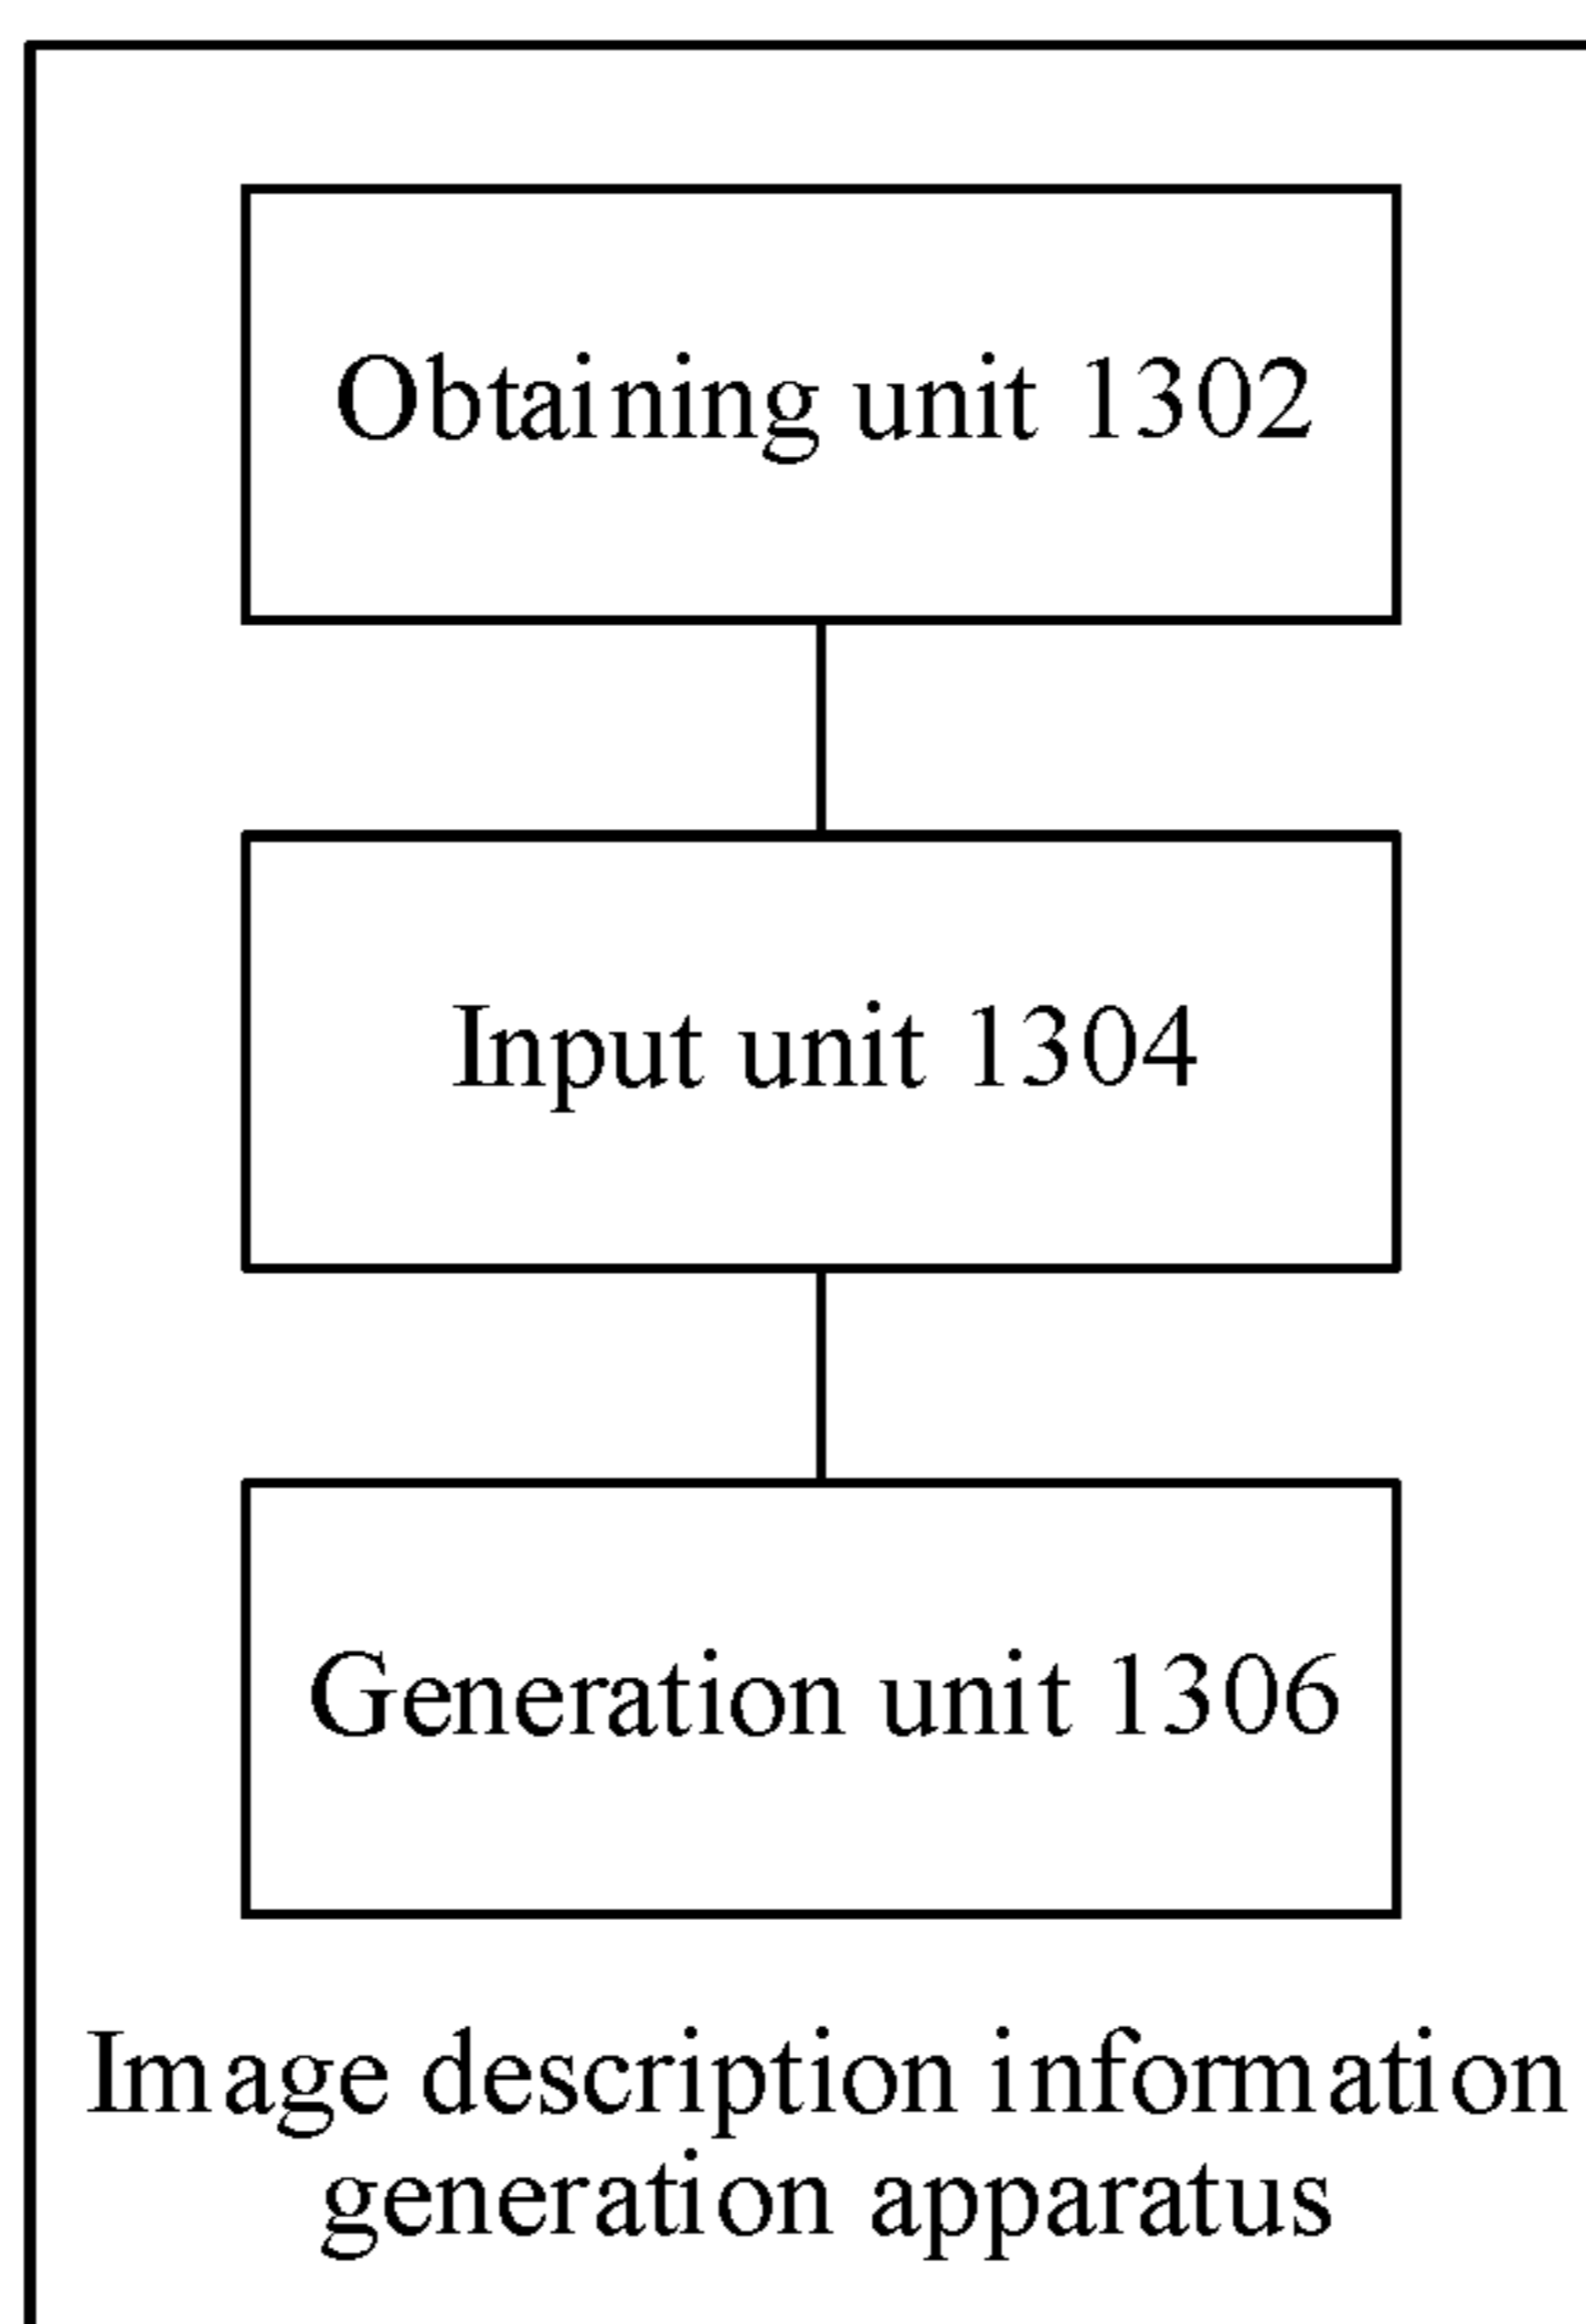 Obtaining unit 1302
Input unit 1304
Generation unit 1306
Image description information
generation apparatus